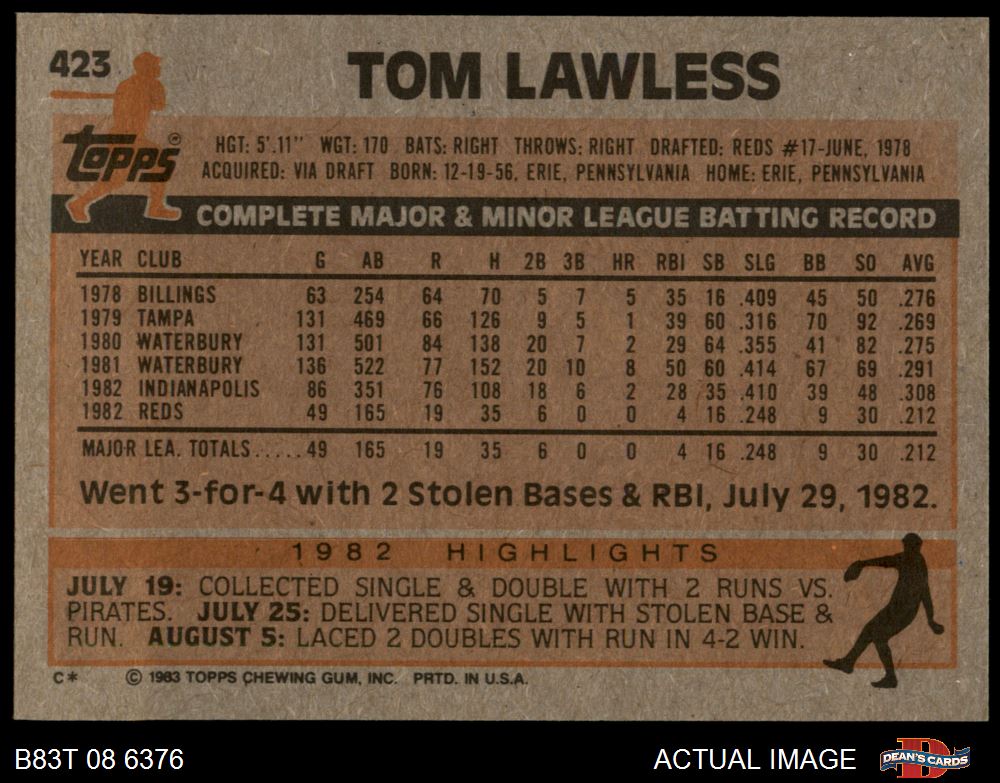 423
TOM LAWLESS
Topps®
HGT: 5'.11" WGT: 170 BATS: RIGHT THROWS: RIGHT DRAFTED: REDS #17-JUNE, 1978
ACQUIRED: VIA DRAFT BORN: 12-19-56, ERIE, PENNSYLVANIA HOME: ERIE, PENNSYLVANIA
COMPLETE MAJOR & MINOR LEAGUE BATTING RECORD
YEAR CLUB G AB R H 2B 3B HR RBI SB SLG BB SO AVG
1978 BILLINGS 63 254 64 70 5 7 5 35 16 .409 45 50 .276
1979 TAMPA 131 469 66 126 9 5 1 39 60 .316 70 92 .269
1980 WATERBURY 131 501 84 138 20 7 2 29 64 .355 41 82 .275
1981 WATERBURY 136 522 77 152 20 10 8 50 60 .414 67 69 .291
1982 INDIANAPOLIS 86 351 76 108 18 6 2 28 35 .410 39 48 .308
1982 REDS 49 165 19 35 6 0 0 4 16 .248 9 30 .212
MAJOR LEA. TOTALS.....49 165 19 35 6 0 0 4 16 .248 9 30 .212
Went 3-for-4 with 2 Stolen Bases & RBI, July 29, 1982.
1982 HIGHLIGHTS
JULY 19: COLLECTED SINGLE & DOUBLE WITH 2 RUNS VS.
PIRATES. JULY 25: DELIVERED SINGLE WITH STOLEN BASE &
RUN. AUGUST 5: LACED 2 DOUBLES WITH RUN IN 4-2 WIN.
C* © 1983 TOPPS CHEWING GUM, INC. PRTD. IN U.S.A.
B83T 08 6376
ACTUAL IMAGE
DEAN'S CARDS